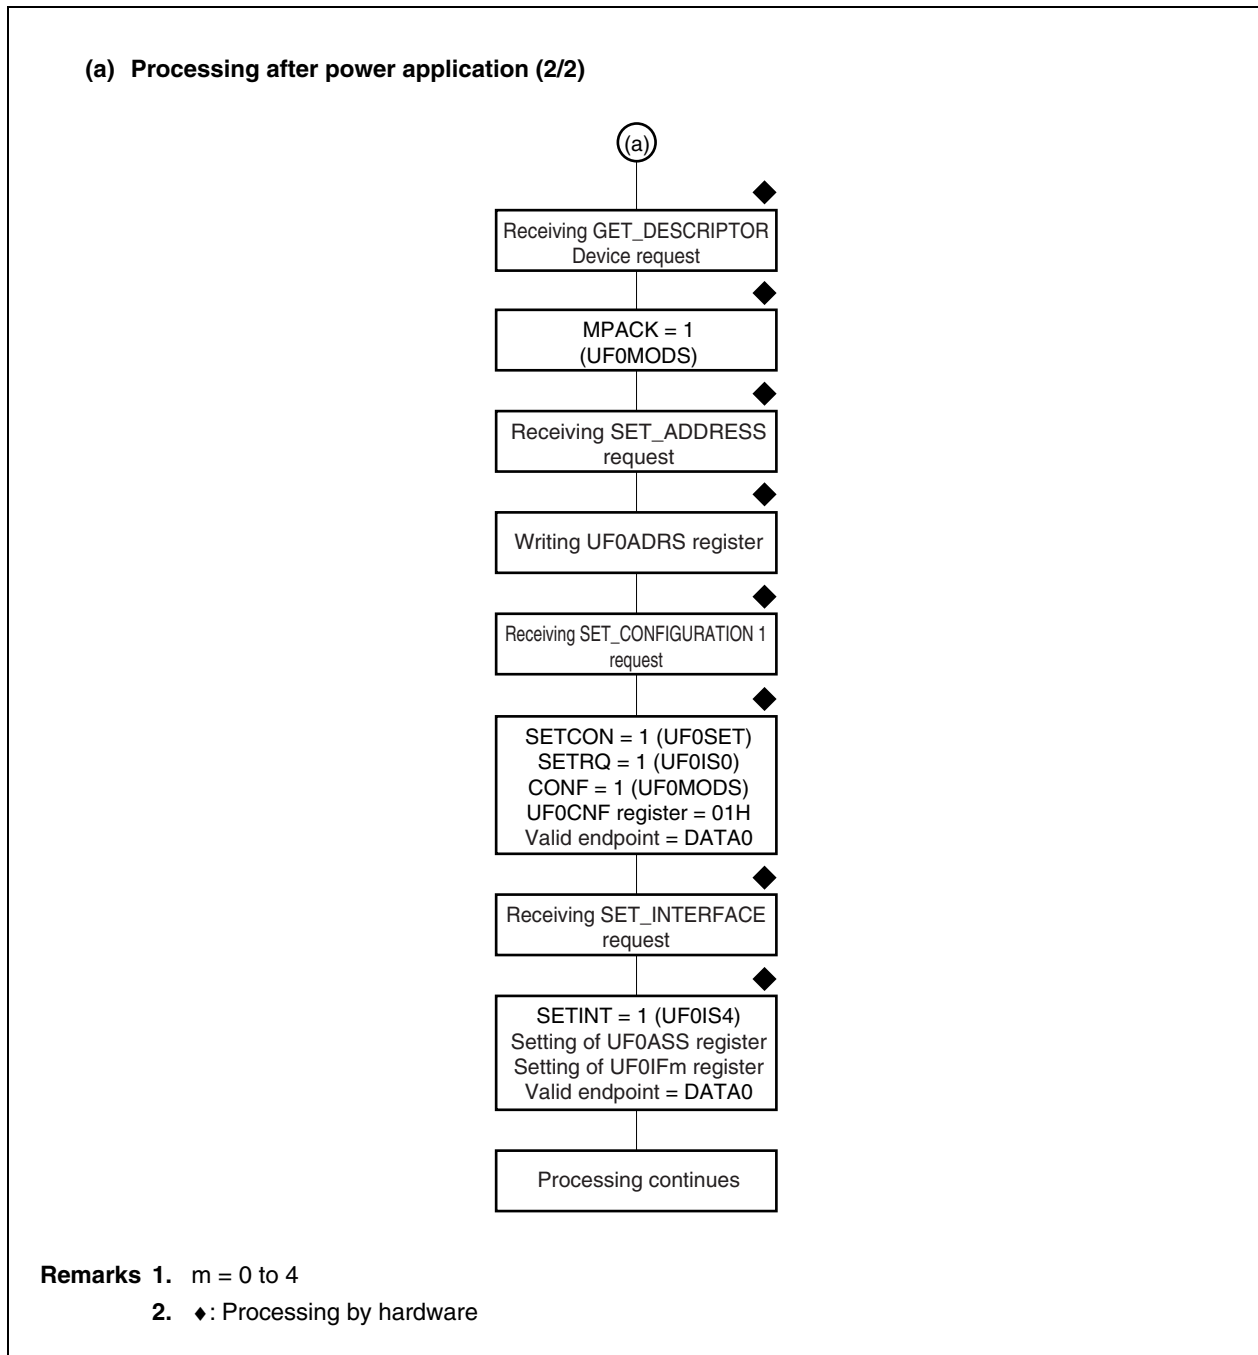 (a) Processing after power application (2/2)
(a)
Receiving GET_DESCRIPTOR
Device request
MPACK = 1
(UF0MODS)
Receiving SET_ADDRESS
request
Writing UF0ADRS register
Receiving SET_CONFIGURATION 1
request
SETCON = 1 (UF0SET)
SETRQ = 1 (UF0IS0)
CONF = 1 (UF0MODS)
UF0CNF register = 01H
Valid endpoint = DATA0
Receiving SET_INTERFACE
request
SETINT = 1 (UF0IS4)
Setting of UF0ASS register
Setting of UF0IFm register
Valid endpoint = DATA0
Processing continues
Remarks 1. m = 0 to 4
2. ♦: Processing by hardware